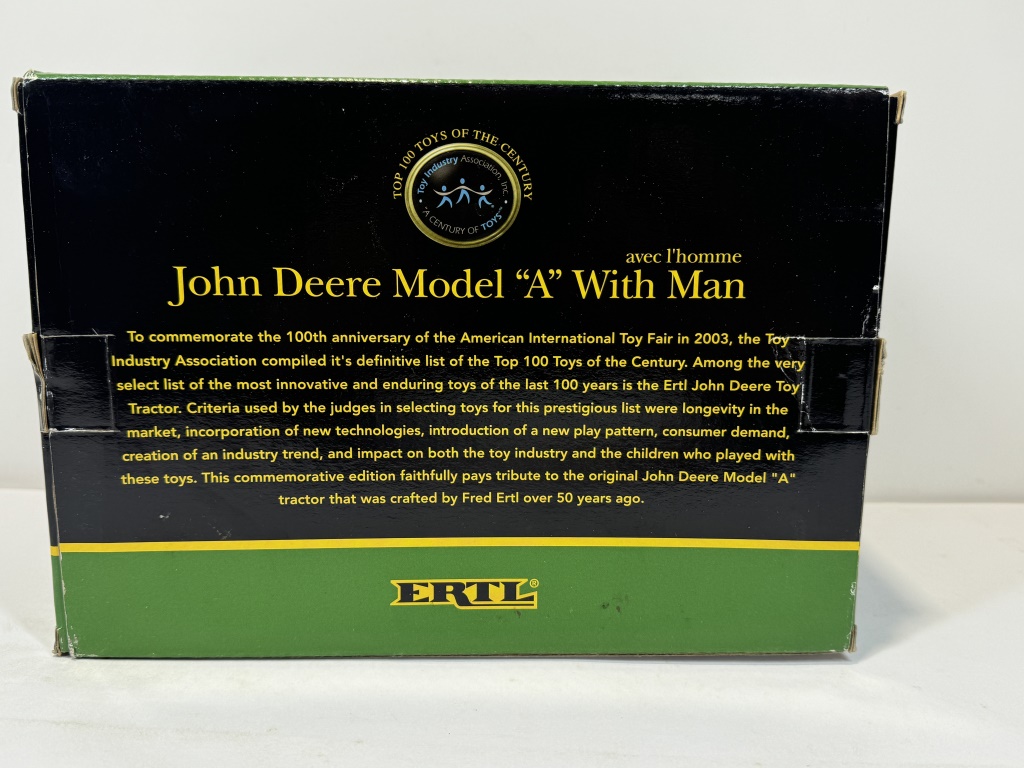 TOP 100 TOYS OF THE CENTURY
Toy Industry Association, Inc.
"A CENTURY OF TOYS"™
avec l'homme
John Deere Model “A” With Man
To commemorate the 100th anniversary of the American International Toy Fair in 2003, the Toy
Industry Association compiled it's definitive list of the Top 100 Toys of the Century. Among the very
select list of the most innovative and enduring toys of the last 100 years is the Ertl John Deere Toy
Tractor. Criteria used by the judges in selecting toys for this prestigious list were longevity in the
market, incorporation of new technologies, introduction of a new play pattern, consumer demand,
creation of an industry trend, and impact on both the toy industry and the children who played with
these toys. This commemorative edition faithfully pays tribute to the original John Deere Model "A"
tractor that was crafted by Fred Ertl over 50 years ago.
ERTL®